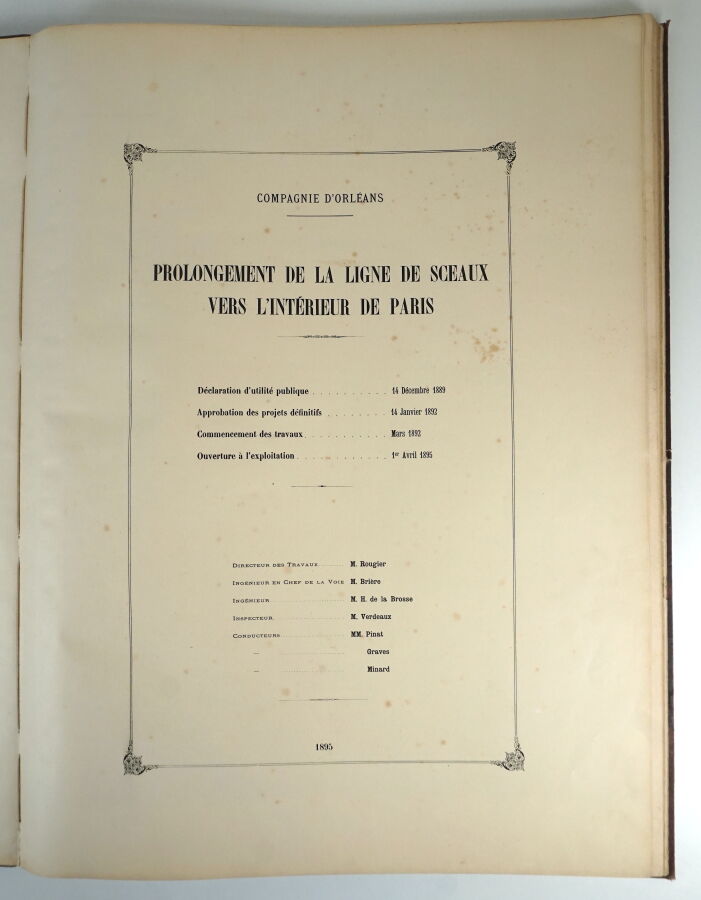 COMPAGNIE D'ORLÉANS
PROLONGEMENT DE LA LIGNE DE SCEAUX
VERS L'INTÉRIEUR DE PARIS
Déclaration d'utilité publique . . . . . . . . . . 14 Décembre 1889
Approbation des projets définitifs . . . . . . . . 14 Janvier 1892
Commencement des travaux . . . . . . . . . . . Mars 1892
Ouverture à l'exploitation . . . . . . . . . . . . 1er Avril 1895
DIRECTEUR DES TRAVAUX ........ M. Rougier
INGÉNIEUR EN CHEF DE LA VOIE M. Brière
INGÉNIEUR ........ M. H. de la Brosse
INSPECTEUR ........ M. Verdeaux
CONDUCTEURS ........ MM. Pinat
— ........ Graves
— ........ Minard
1895